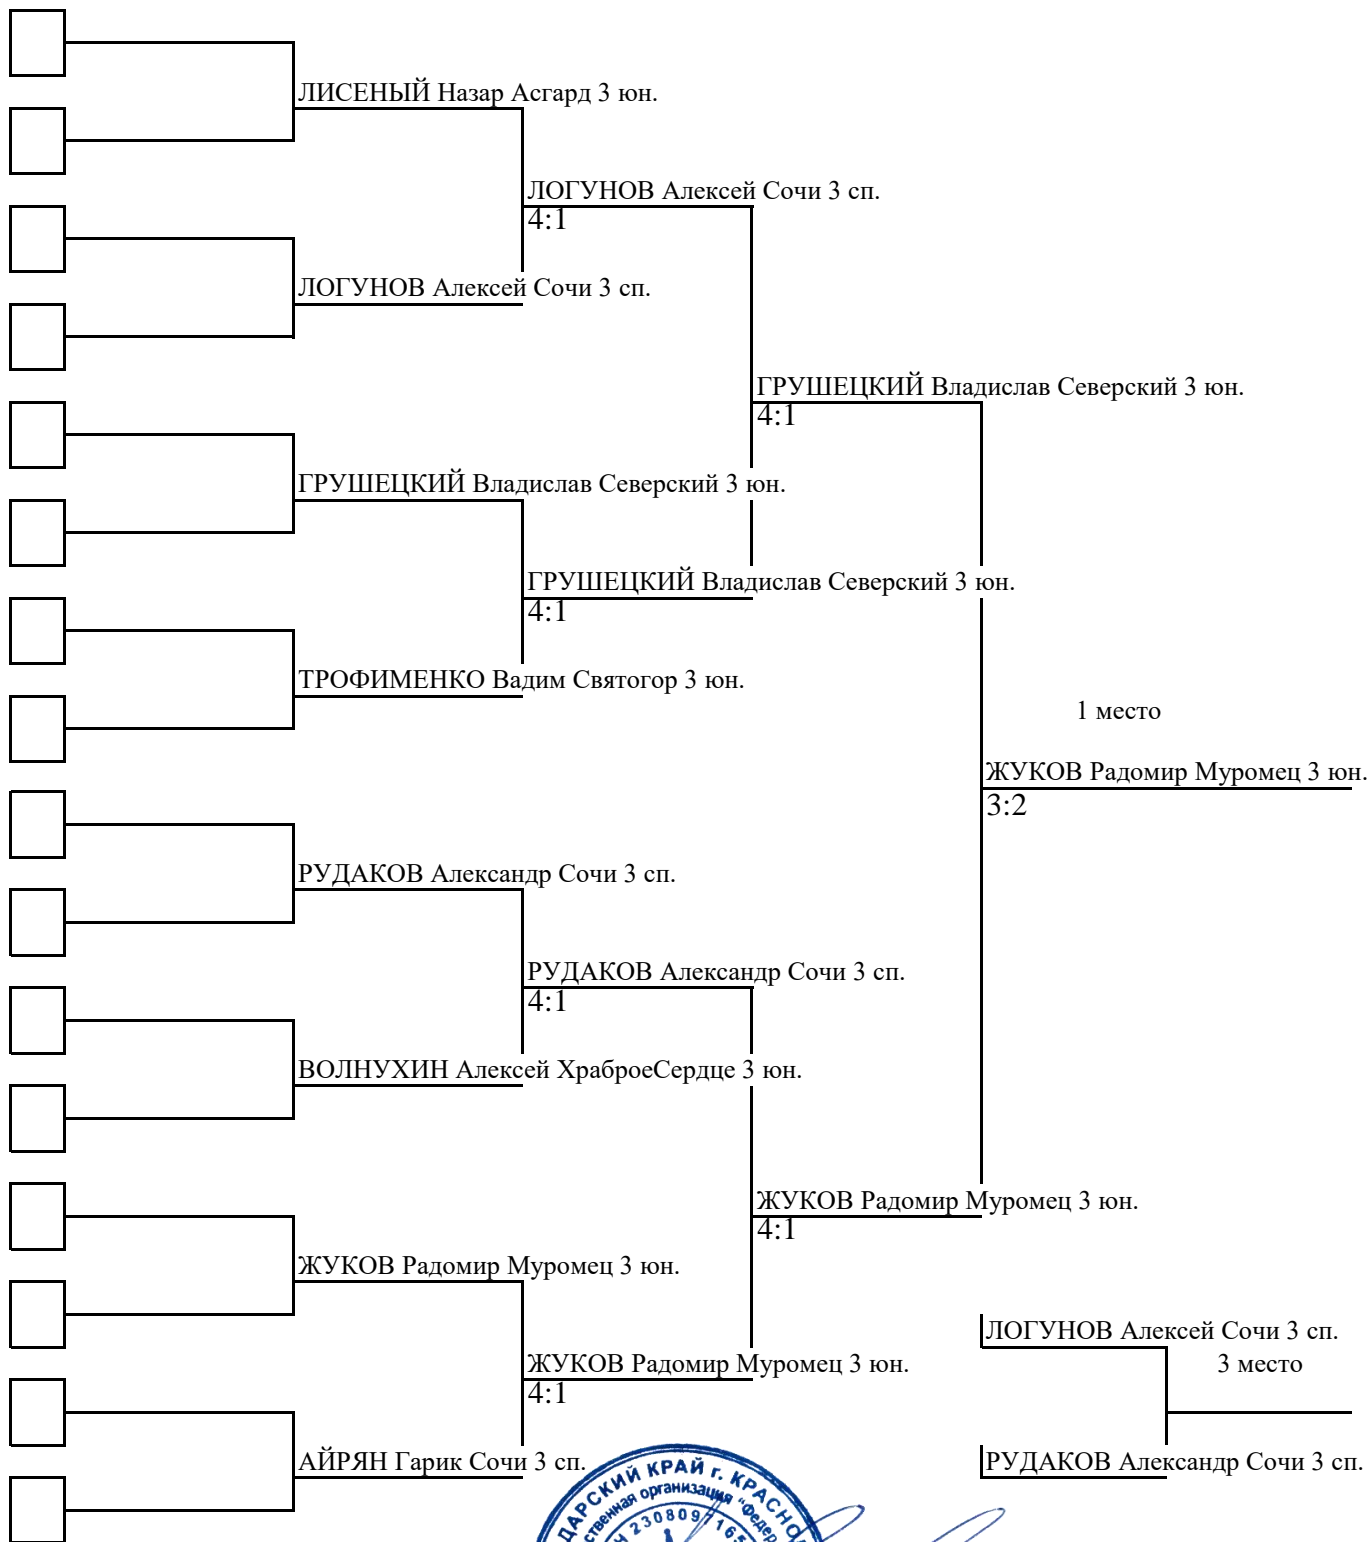 ЛИСЕНЫЙ Назар Асгард 3 юн.
ЛОГУНОВ Алексей Сочи 3 сп.
4:1
ЛОГУНОВ Алексей Сочи 3 сп.
ГРУШЕЦКИЙ Владислав Северский 3 юн.
4:1
ГРУШЕЦКИЙ Владислав Северский 3 юн.
ГРУШЕЦКИЙ Владислав Северский 3 юн.
4:1
ТРОФИМЕНКО Вадим Святогор 3 юн.
1 место
ЖУКОВ Радомир Муромец 3 юн.
3:2
РУДАКОВ Александр Сочи 3 сп.
РУДАКОВ Александр Сочи 3 сп.
4:1
ВОЛНУХИН Алексей ХраброеСердце 3 юн.
ЖУКОВ Радомир Муромец 3 юн.
4:1
ЖУКОВ Радомир Муромец 3 юн.
ЛОГУНОВ Алексей Сочи 3 сп.
ЖУКОВ Радомир Муромец 3 юн.
3 место
4:1
АЙРЯН Гарик Сочи 3 сп.
РУДАКОВ Александр Сочи 3 сп.
КРАЙ г.
организация